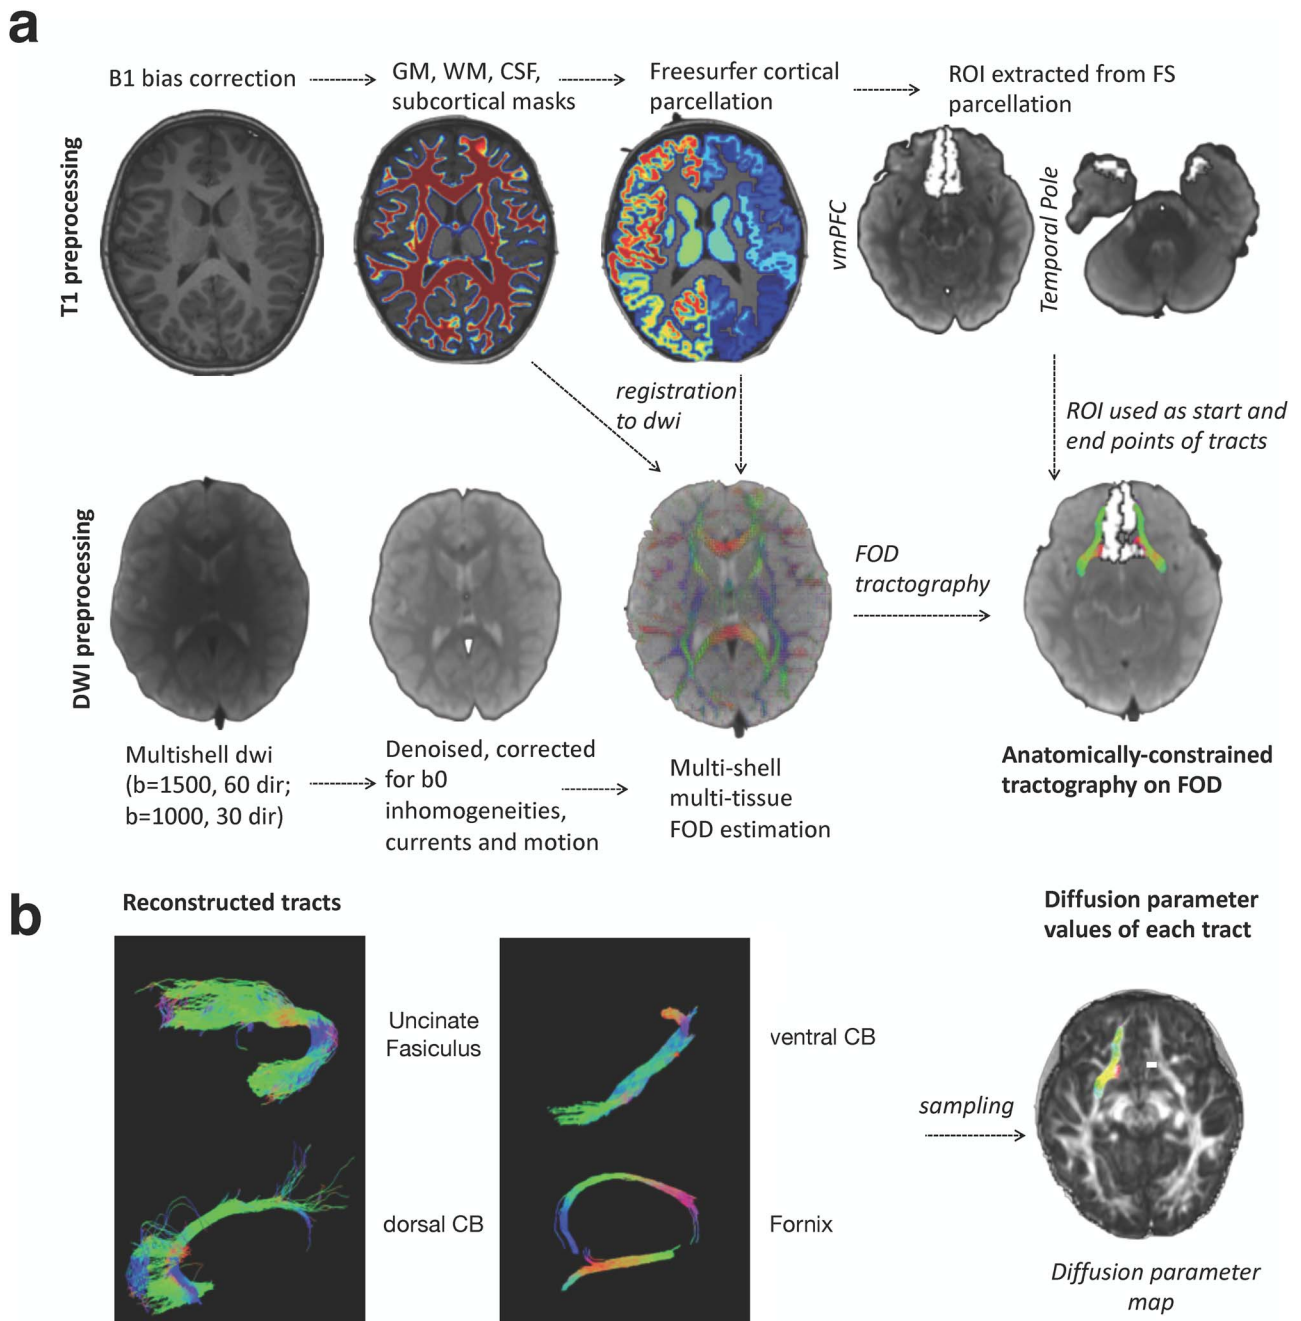 a
B1 bias correction
GM, WM, CSF,
subcortical masks
Freesurfer cortical
parcellation
ROI extracted from FS
parcellation
T1 preprocessing
vmPFC
Temporal Pole
registration
to dwi
ROI used as start and
end points of tracts
DWI preprocessing
FOD
tractography
Multishell dwi
(b=1500, 60 dir;
b=1000, 30 dir)
Denoised, corrected
for b0
inhomogeneities,
currents and motion
Multi-shell
multi-tissue
FOD estimation
Anatomically-constrained
tractography on FOD
b
Reconstructed tracts
Diffusion parameter
values of each tract
Uncinate
Fasiculus
ventral CB
sampling
dorsal CB
Fornix
Diffusion parameter
map